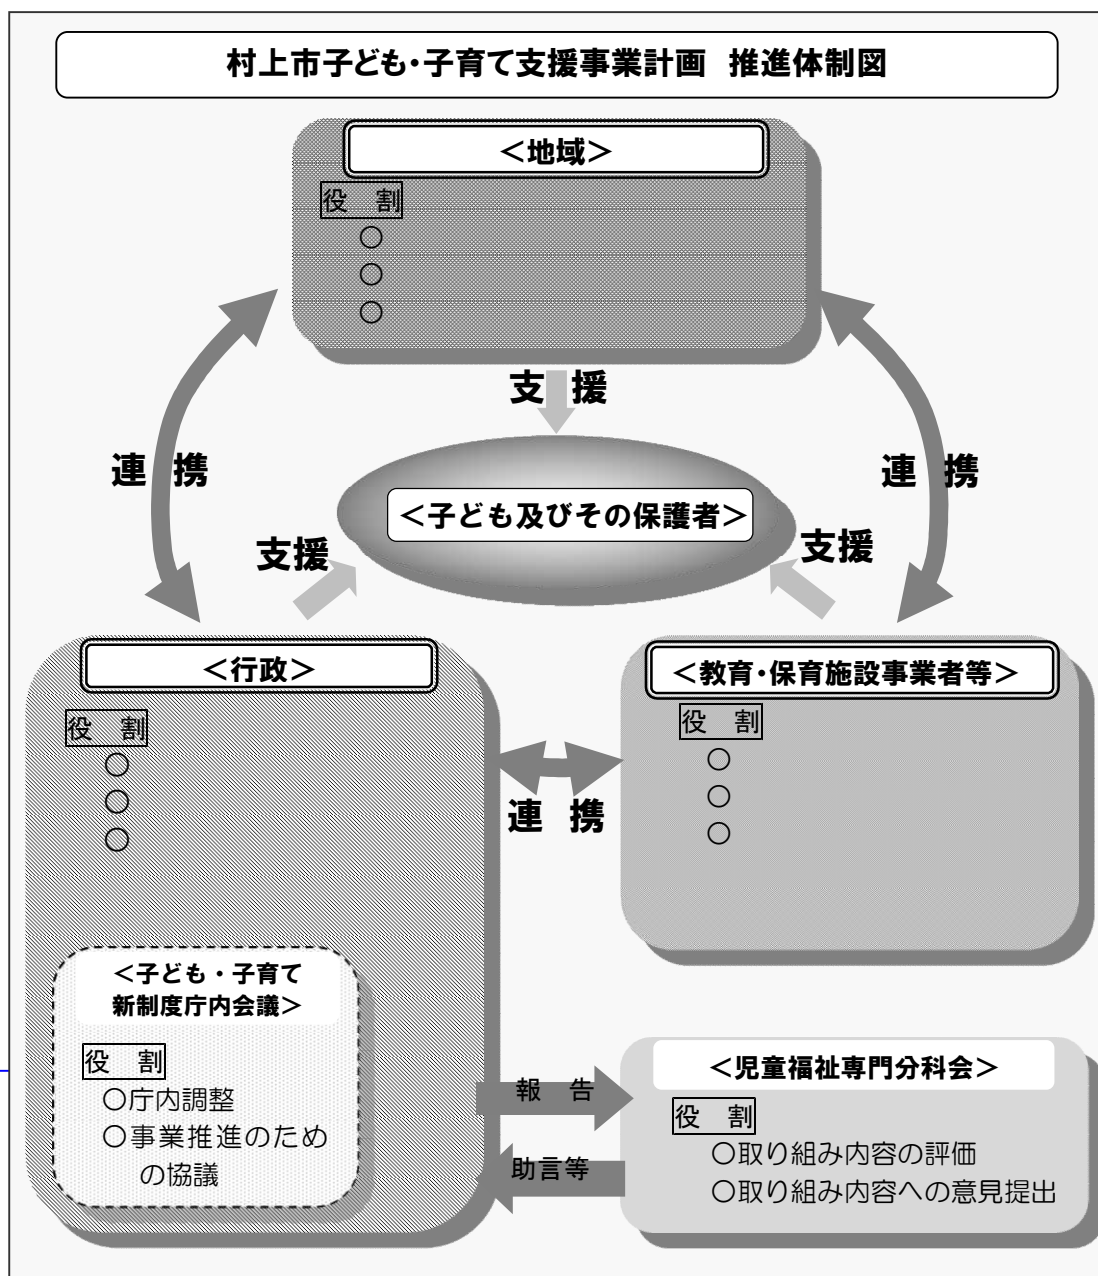 村上市子ども・子育て支援事業計画 推進体制図
＜地域＞
役 割
○
○
○
支 援
連 携
連 携
＜子ども及びその保護者＞
支援
支援
＜行政＞
役 割
○
○
○
＜教育・保育施設事業者等＞
役 割
○
○
○
連 携
＜子ども・子育て
新制度庁内会議＞
役 割
○庁内調整
○事業推進のため
の協議
報 告
助言等
＜児童福祉専門分科会＞
役 割
○取り組み内容の評価
○取り組み内容への意見提出